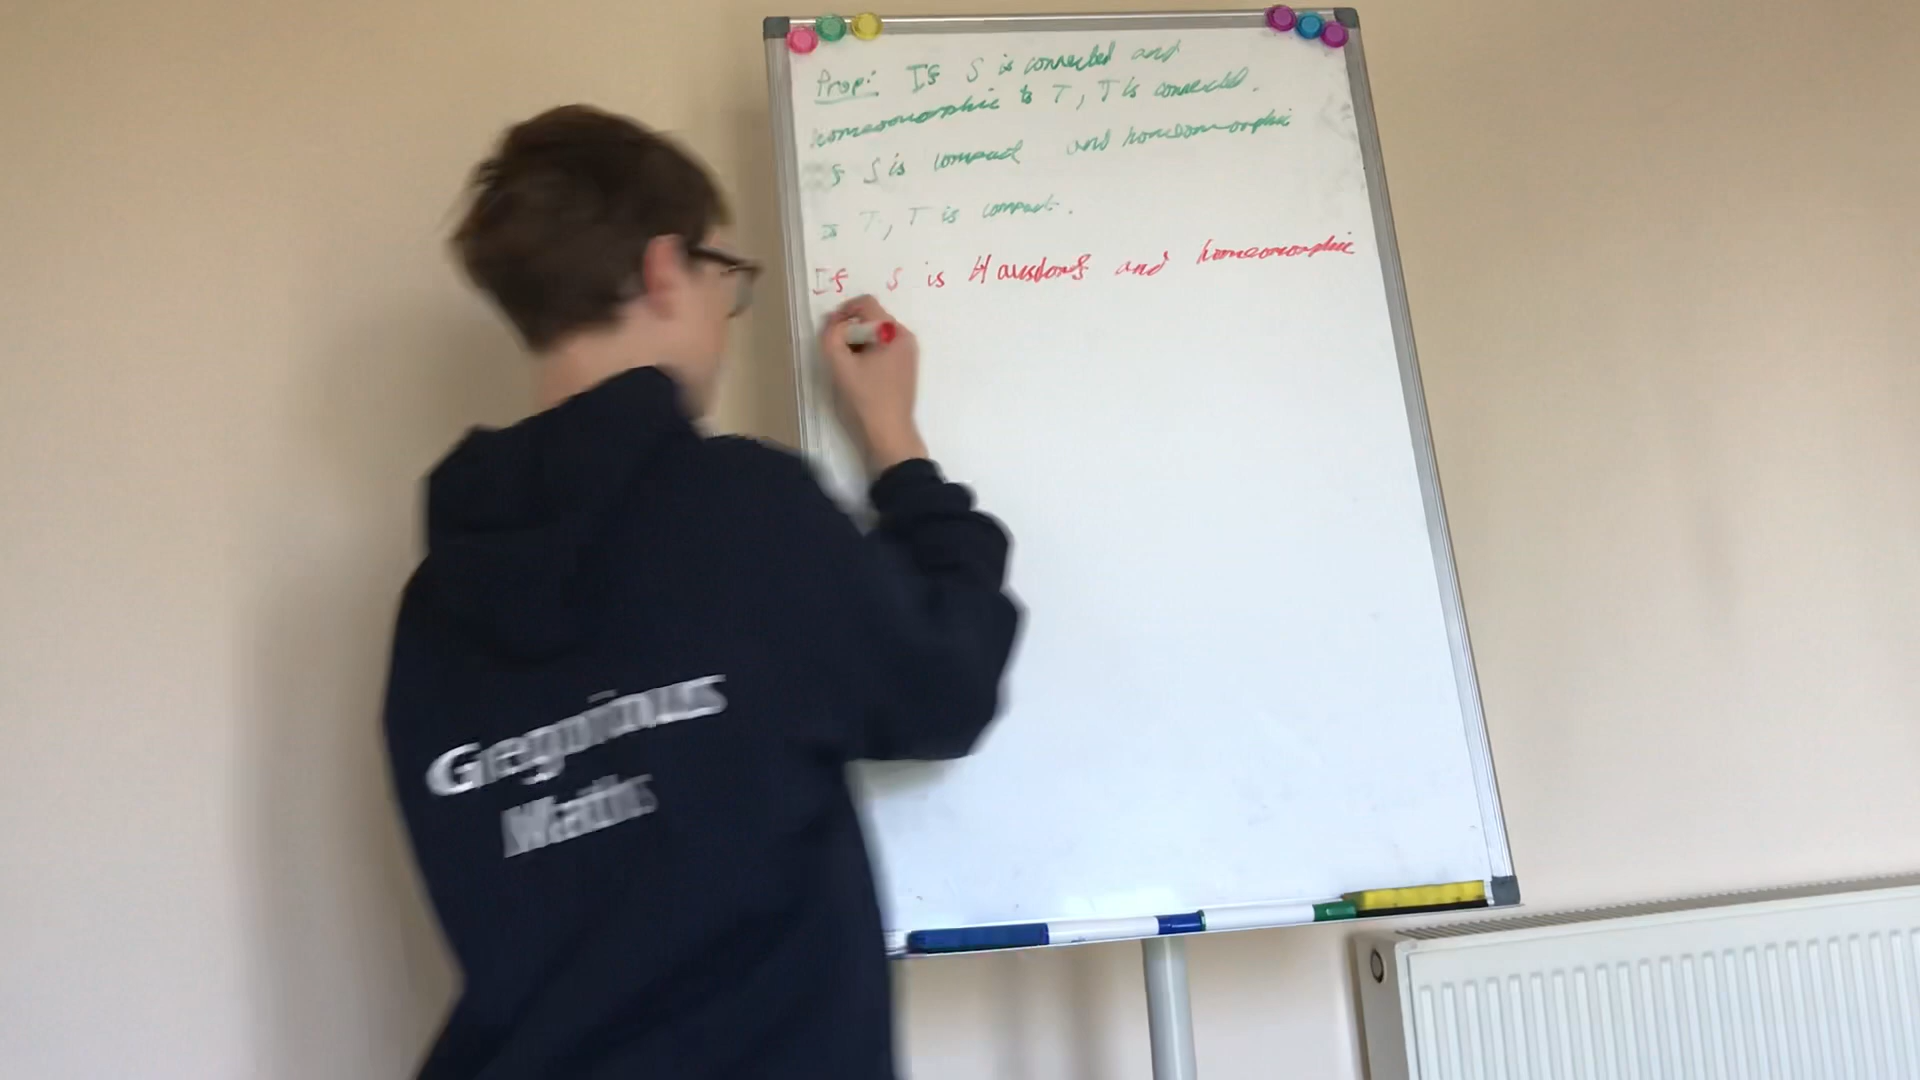 Prop: If S is connected and
homeomorphic to T, T is connected.
If S is compact and homeomorphic
to T, T is compact.
If S is Hausdorff and homeomorphic
Gregorious
Maths